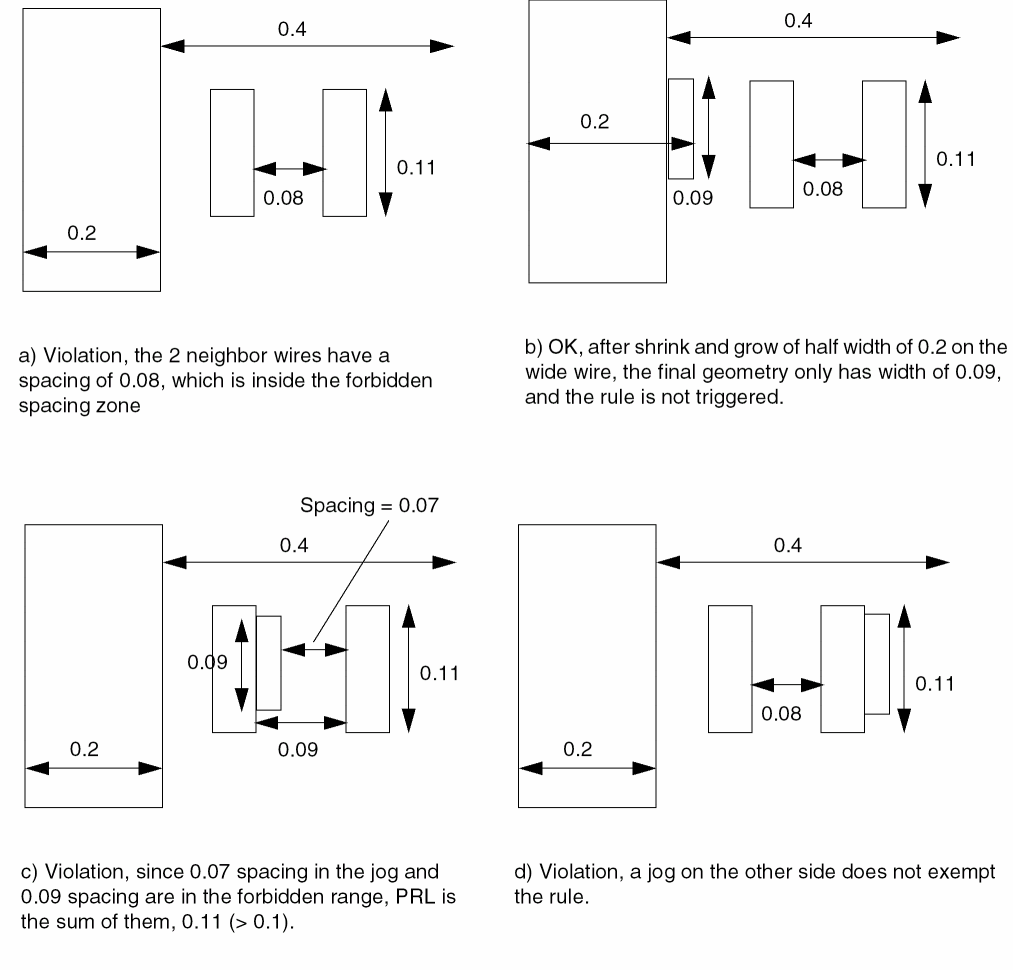 0.4
0.08
0.11
0.2
a) Violation, the 2 neighbor wires have a
spacing of 0.08, which is inside the forbidden
spacing zone
0.4
0.2
0.09
0.08
0.11
b) OK, after shrink and grow of half width of 0.2 on the
wide wire, the final geometry only has width of 0.09,
and the rule is not triggered.
Spacing = 0.07
0.4
0.09
0.11
0.2
0.09
c) Violation, since 0.07 spacing in the jog and
0.09 spacing are in the forbidden range, PRL is
the sum of them, 0.11 (> 0.1).
0.4
0.11
0.08
0.2
d) Violation, a jog on the other side does not exempt
the rule.